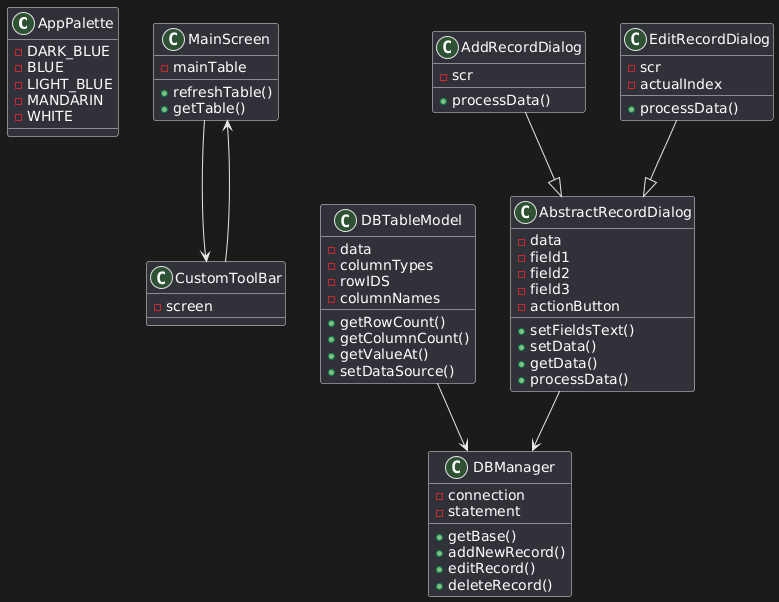 C AppPalette
DARK_BLUE
BLUE
LIGHT_BLUE
MANDARIN
WHITE
C MainScreen
mainTable
refreshTable()
getTable()
C AddRecordDialog
scr
processData()
C EditRecordDialog
scr
actualIndex
processData()
C CustomToolBar
screen
C DBTableModel
data
columnTypes
rowIDS
columnNames
getRowCount()
getColumnCount()
getValueAt()
setDataSource()
C AbstractRecordDialog
data
field1
field2
field3
actionButton
setFieldsText()
setData()
getData()
processData()
C DBManager
connection
statement
getBase()
addNewRecord()
editRecord()
deleteRecord()